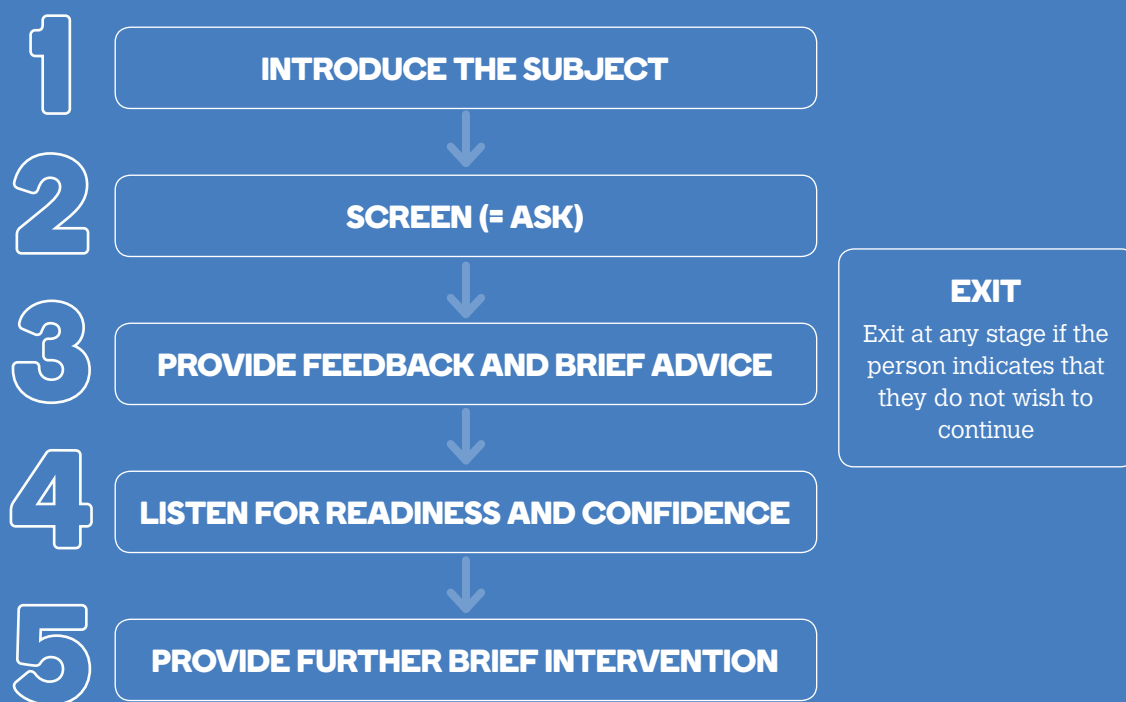 1
INTRODUCE THE SUBJECT
2
SCREEN (= ASK)
3
PROVIDE FEEDBACK AND BRIEF ADVICE
4
LISTEN FOR READINESS AND CONFIDENCE
5
PROVIDE FURTHER BRIEF INTERVENTION
EXIT
Exit at any stage if the
person indicates that
they do not wish to
continue